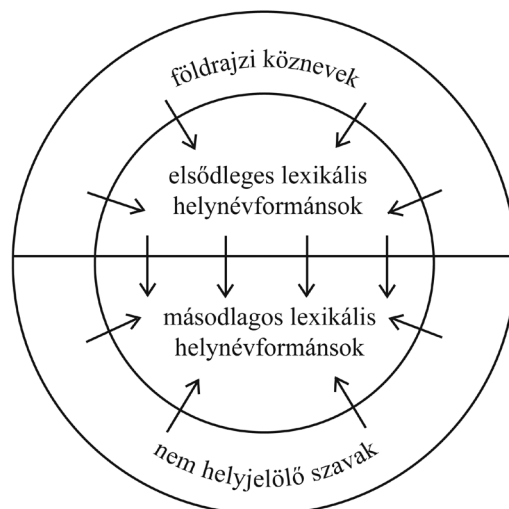 földrajzi köznevek
elsődleges lexikális
helynévformánsok
másodlagos lexikális
helynévformánsok
nem helyjelölő szavak